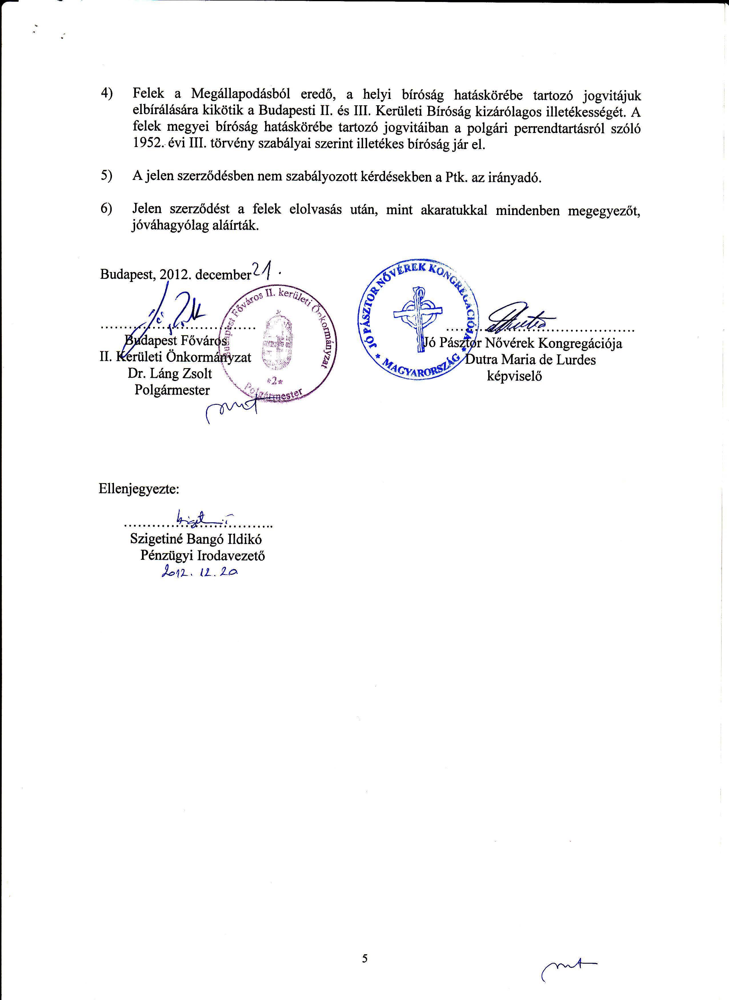 4) Felek a Megállapodásból eredő, a helyi bíróság hatáskörébe tartozó jogvitájuk
elbírálására kikötik a Budapesti II. és III. Kerületi Bíróság kizárólagos illetékességét. A
felek megyei bíróság hatáskörébe tartozó jogvitáiban a polgári perrendtartásról szóló
1952. évi III. törvény szabályai szerint illetékes bíróság jár el.
5) A jelen szerződésben nem szabályozott kérdésekben a Ptk. az irányadó.
6) Jelen szerződést a felek elolvasás után, mint akaratukkal mindenben megegyezőt,
jóváhagyólag aláírták.
Budapest, 2012. december 21.
Budapest Főváros II. kerületi Önkormányzat
*2*
Polgármester
JÓ PÁSZTOR NŐVÉREK KONGREGÁCIÓJA
* MAGYARORSZÁG *
Budapest Főváros
II. Kerületi Önkormányzat
Dr. Láng Zsolt
Polgármester
Jó Pásztor Nővérek Kongregációja
Dutra Maria de Lurdes
képviselő
Ellenjegyezte:
Szigetiné Bangó Ildikó
Pénzügyi Irodavezető
2012. 12. 20
5